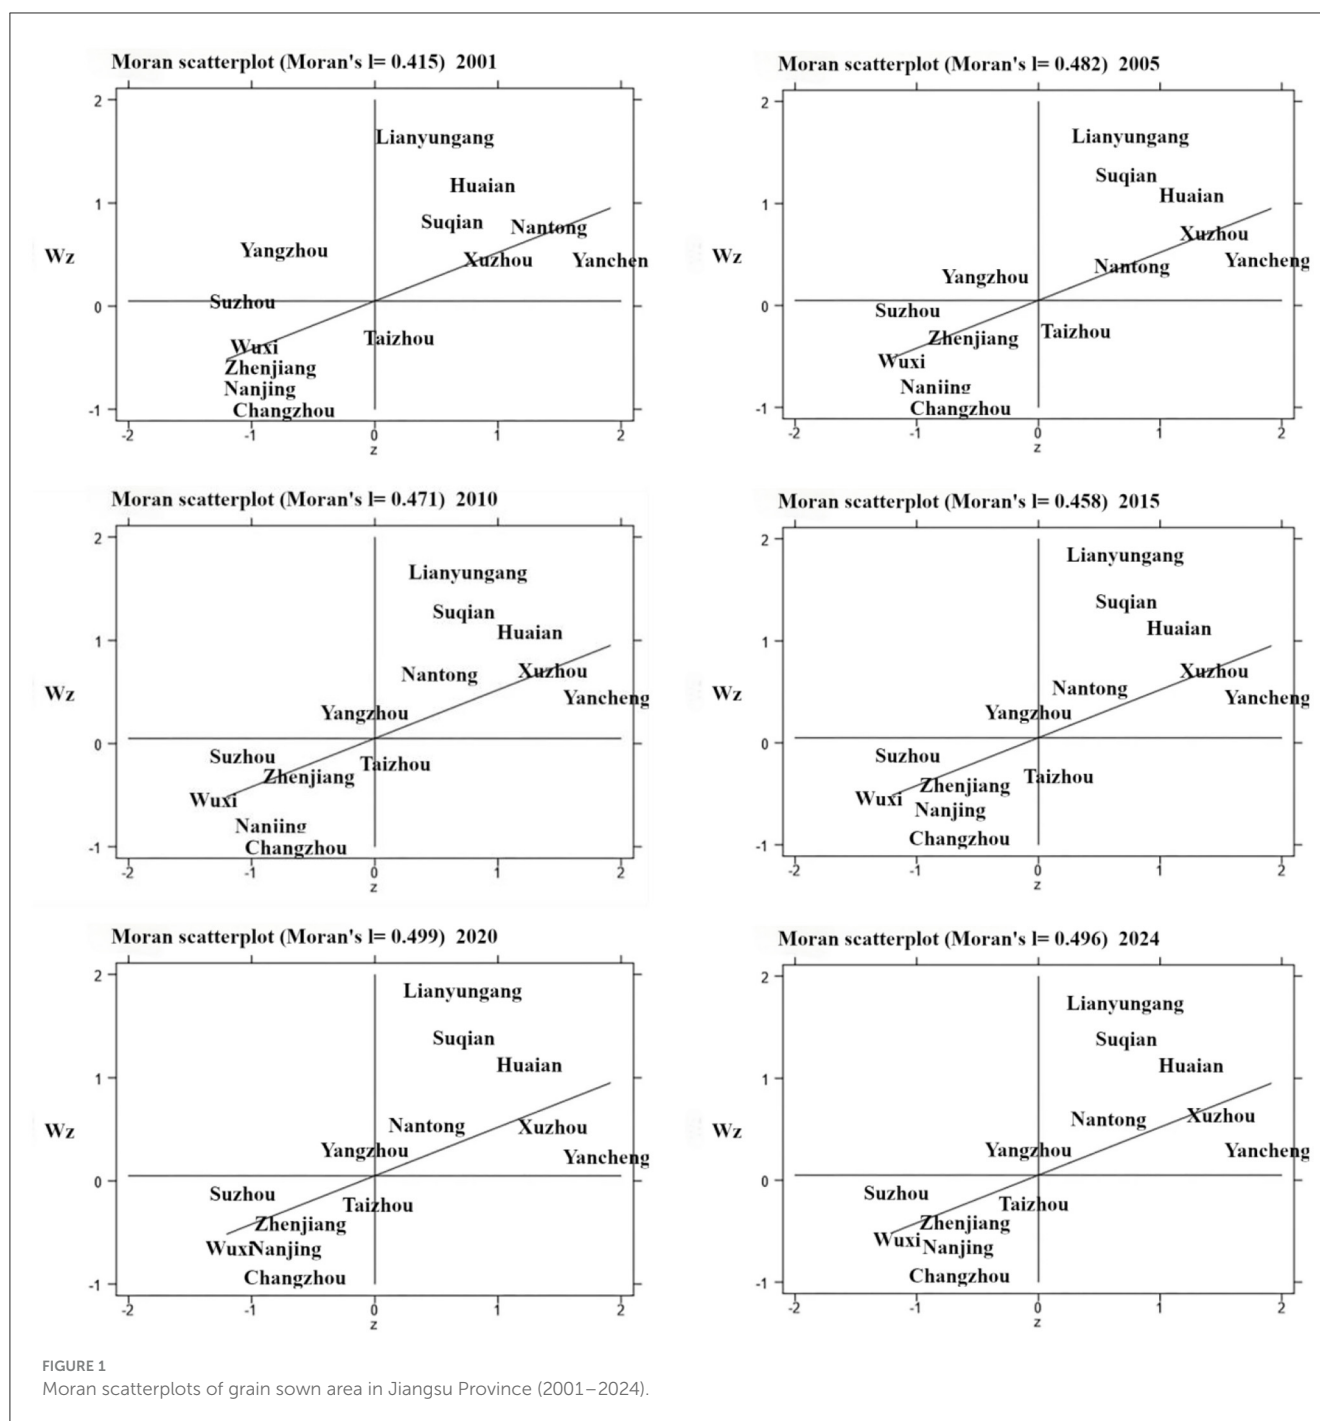 Moran scatterplot (Moran's l= 0.415) 2001
2
Lianyungang
Huaian
1
Suqian
Nantong
Yangzhou
Wz
Xuzhou
Yanchen
Suzhou
0
Taizhou
Wuxi
Zhenjiang
Nanjing
-1
Changzhou
-2 -1 0 1 2
z
Moran scatterplot (Moran's l= 0.482) 2005
2
Lianyungang
Suqian
Huaian
1
Xuzhou
Wz
Yancheng
Nantong
Yangzhou
0
Suzhou
Taizhou
Zhenjiang
Wuxi
Nanjing
-1
Changzhou
-2 -1 0 1 2
z
Moran scatterplot (Moran's l= 0.471) 2010
2
Lianyungang
Suqian
Huaian
1
Nantong
Xuzhou
Wz
Yancheng
Yangzhou
0
Suzhou
Taizhou
Zhenjiang
Wuxi
Nanjing
-1
Changzhou
-2 -1 0 1 2
z
Moran scatterplot (Moran's l= 0.458) 2015
2
Lianyungang
Suqian
Huaian
1
Xuzhou
Nantong
Wz
Yancheng
Yangzhou
0
Suzhou
Taizhou
Zhenjiang
Wuxi
Nanjing
-1
Changzhou
-2 -1 0 1 2
z
Moran scatterplot (Moran's l= 0.499) 2020
2
Lianyungang
Suqian
Huaian
1
Nantong
Xuzhou
Wz
Yangzhou
Yancheng
0
Suzhou
Taizhou
Zhenjiang
Wuxi Nanjing
-1
Changzhou
-2 -1 0 1 2
z
Moran scatterplot (Moran's l= 0.496) 2024
2
Lianyungang
Suqian
Huaian
1
Nantong
Xuzhou
Wz
Yangzhou
Yancheng
0
Suzhou
Taizhou
Zhenjiang
Wuxi
Nanjing
-1
Changzhou
-2 -1 0 1 2
z
FIGURE 1
Moran scatterplots of grain sown area in Jiangsu Province (2001–2024).